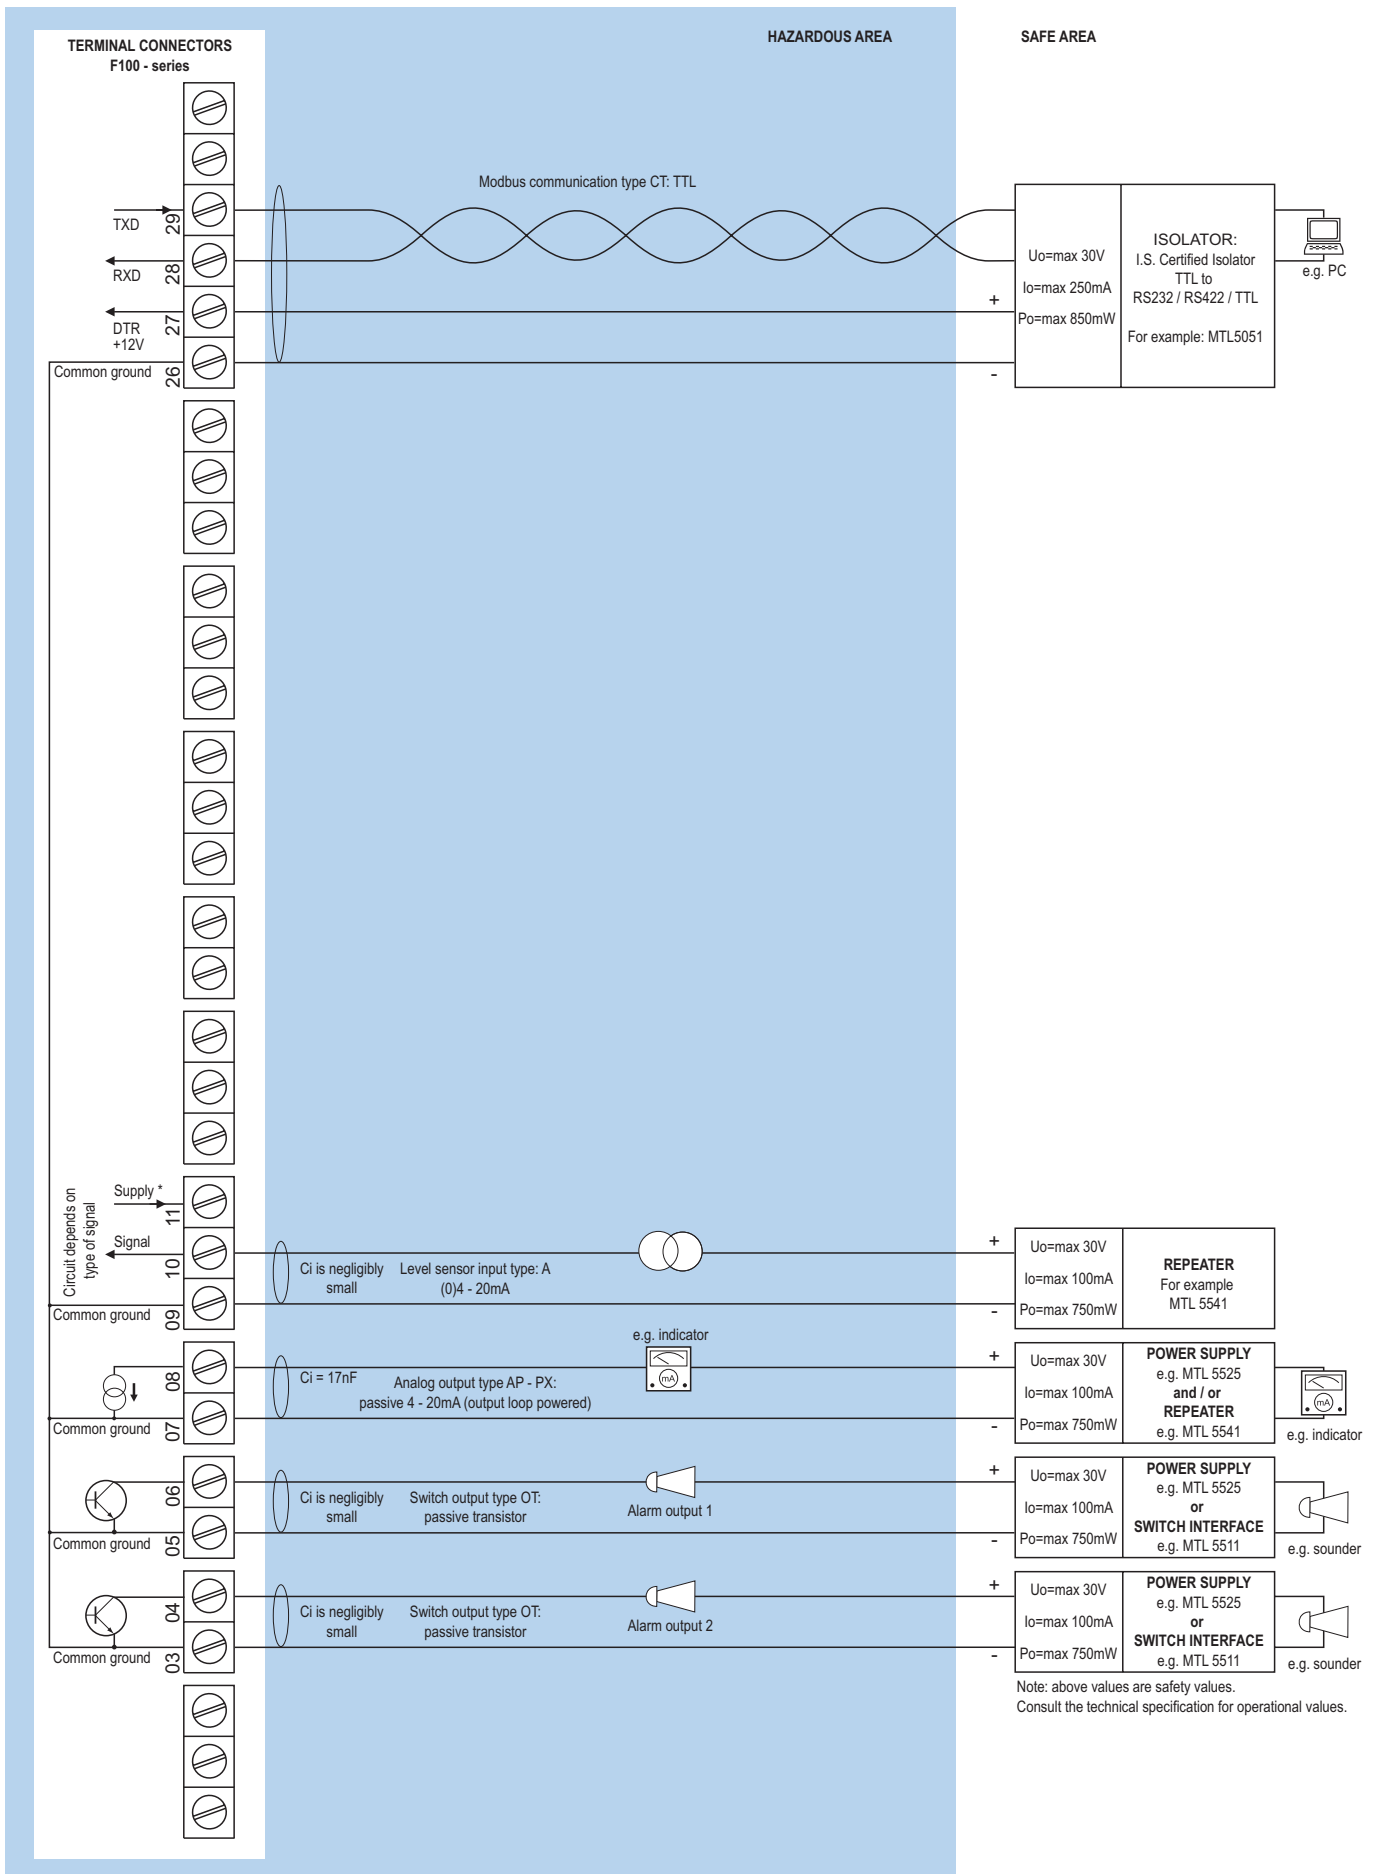 HAZARDOUS AREA
SAFE AREA
TERMINAL CONNECTORS
F100 - series
Modbus communication type CT: TTL
TXD
29
RXD
28
DTR
+12V
27
Common ground
26
+
-
Uo=max 30V
Io=max 250mA
Po=max 850mW
ISOLATOR:
I.S. Certified Isolator
TTL to
RS232 / RS422 / TTL
For example: MTL5051
e.g. PC
Circuit depends on
type of signal
Supply *
11
Signal
10
Common ground
09
Ci is negligibly
small
Level sensor input type: A
(0)4 - 20mA
+
-
Uo=max 30V
Io=max 100mA
Po=max 750mW
REPEATER
For example
MTL 5541
08
Common ground
07
Ci = 17nF
Analog output type AP - PX:
passive 4 - 20mA (output loop powered)
e.g. indicator
mA
+
-
Uo=max 30V
Io=max 100mA
Po=max 750mW
POWER SUPPLY
e.g. MTL 5525
and / or
REPEATER
e.g. MTL 5541
mA
e.g. indicator
06
Common ground
05
Ci is negligibly
small
Switch output type OT:
passive transistor
Alarm output 1
+
-
Uo=max 30V
Io=max 100mA
Po=max 750mW
POWER SUPPLY
e.g. MTL 5525
or
SWITCH INTERFACE
e.g. MTL 5511
e.g. sounder
04
Common ground
03
Ci is negligibly
small
Switch output type OT:
passive transistor
Alarm output 2
+
-
Uo=max 30V
Io=max 100mA
Po=max 750mW
POWER SUPPLY
e.g. MTL 5525
or
SWITCH INTERFACE
e.g. MTL 5511
e.g. sounder
Note: above values are safety values.
Consult the technical specification for operational values.